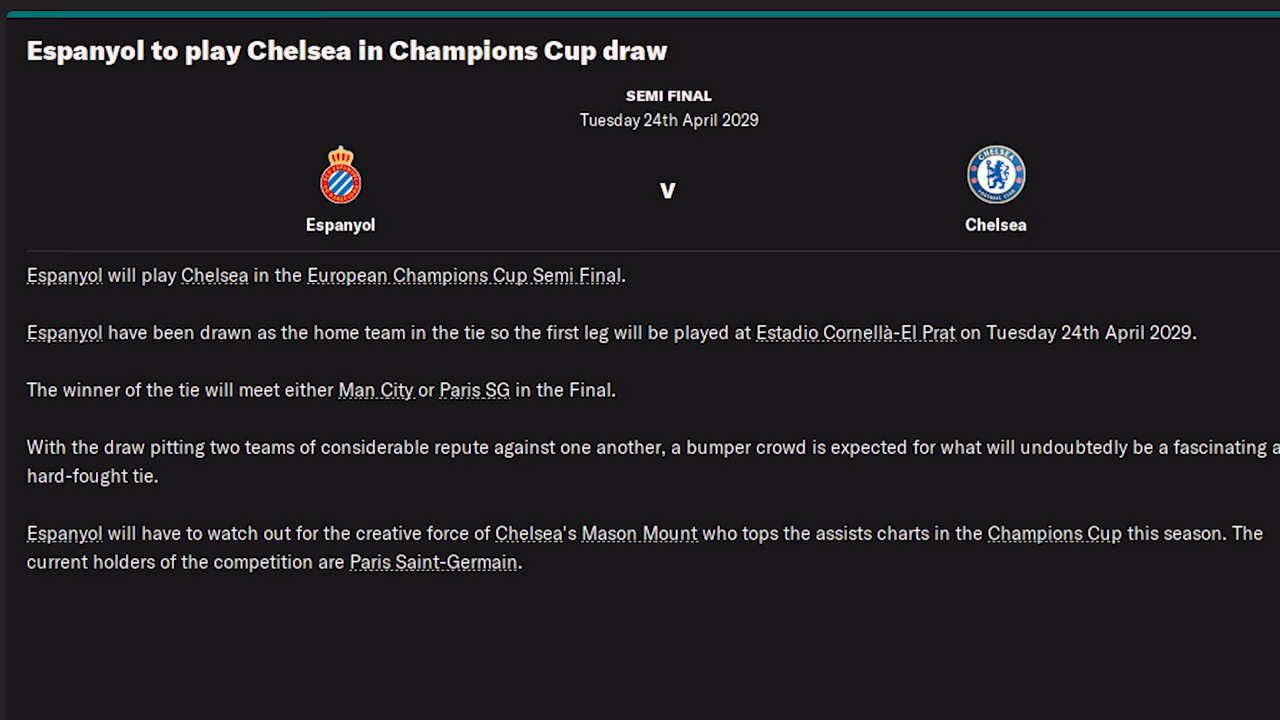 Espanyol to play Chelsea in Champions Cup draw
SEMI FINAL
Tuesday 24th April 2029
v
CHELSEA
FOOTBALL CLUB
Espanyol
Chelsea
Espanyol will play Chelsea in the European Champions Cup Semi Final.
Espanyol have been drawn as the home team in the tie so the first leg will be played at Estadio Cornellà-El Prat on Tuesday 24th April 2029.
The winner of the tie will meet either Man City or Paris SG in the Final.
With the draw pitting two teams of considerable repute against one another, a bumper crowd is expected for what will undoubtedly be a fascinating a
hard-fought tie.
Espanyol will have to watch out for the creative force of Chelsea's Mason Mount who tops the assists charts in the Champions Cup this season. The
current holders of the competition are Paris Saint-Germain.